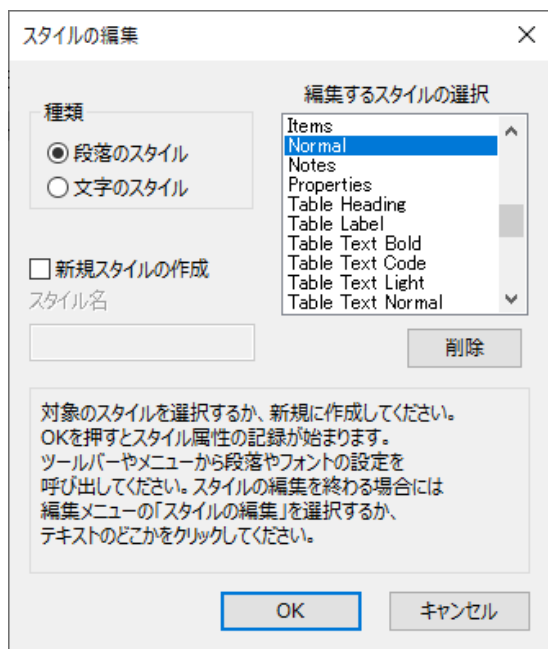 スタイルの編集
種類
段落のスタイル
文字のスタイル
新規スタイルの作成
スタイル名
編集するスタイルの選択
Items
Normal
Notes
Properties
Table Heading
Table Label
Table Text Bold
Table Text Code
Table Text Light
Table Text Normal
削除
対象のスタイルを選択するか、新規に作成してください。
OKを押すとスタイル属性の記録が始まります。
ツールバーやメニューから段落やフォントの設定を
呼び出してください。スタイルの編集を終わる場合には
編集メニューの「スタイルの編集」を選択するか、
テキストのどこかをクリックしてください。
OK
キャンセル